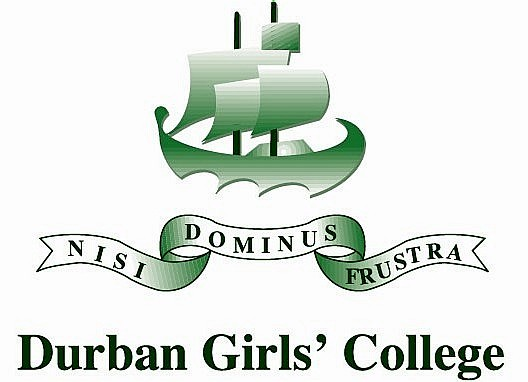 NISI DOMINUS FRUSTRA
Durban Girls’ College